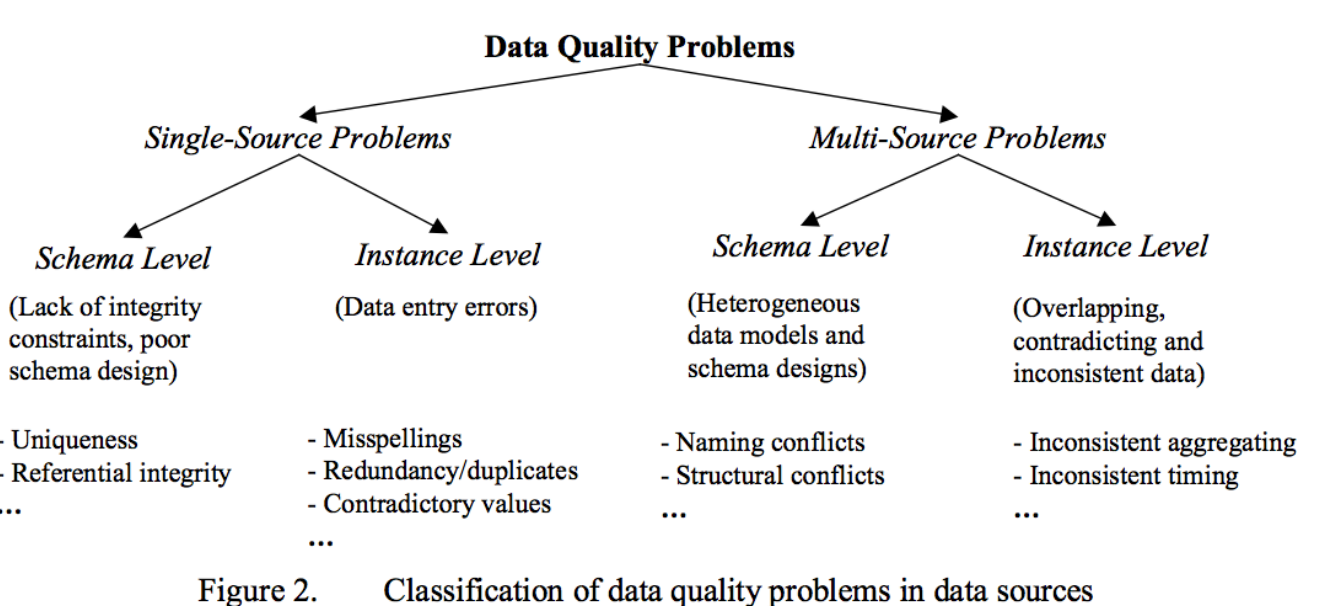 Data Quality Problems
Single-Source Problems
Multi-Source Problems
Schema Level
Instance Level
Schema Level
Instance Level
(Lack of integrity
constraints, poor
schema design)
(Data entry errors)
(Heterogeneous
data models and
schema designs)
(Overlapping,
contradicting and
inconsistent data)
- Uniqueness
- Referential integrity
...
- Misspellings
- Redundancy/duplicates
- Contradictory values
...
- Naming conflicts
- Structural conflicts
...
- Inconsistent aggregating
- Inconsistent timing
...
Figure 2. Classification of data quality problems in data sources